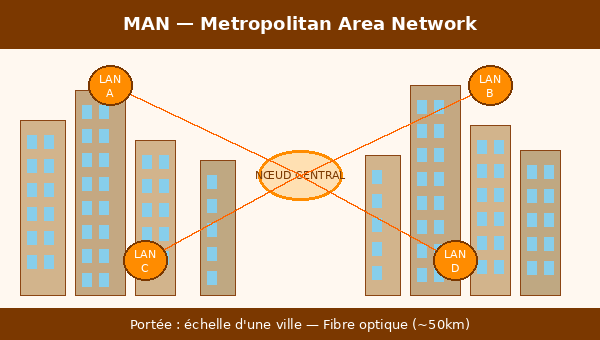 MAN — Metropolitan Area Network
LAN
A
LAN
B
NŒUD CENTRAL
LAN
C
LAN
D
Portée : échelle d'une ville — Fibre optique (~50km)